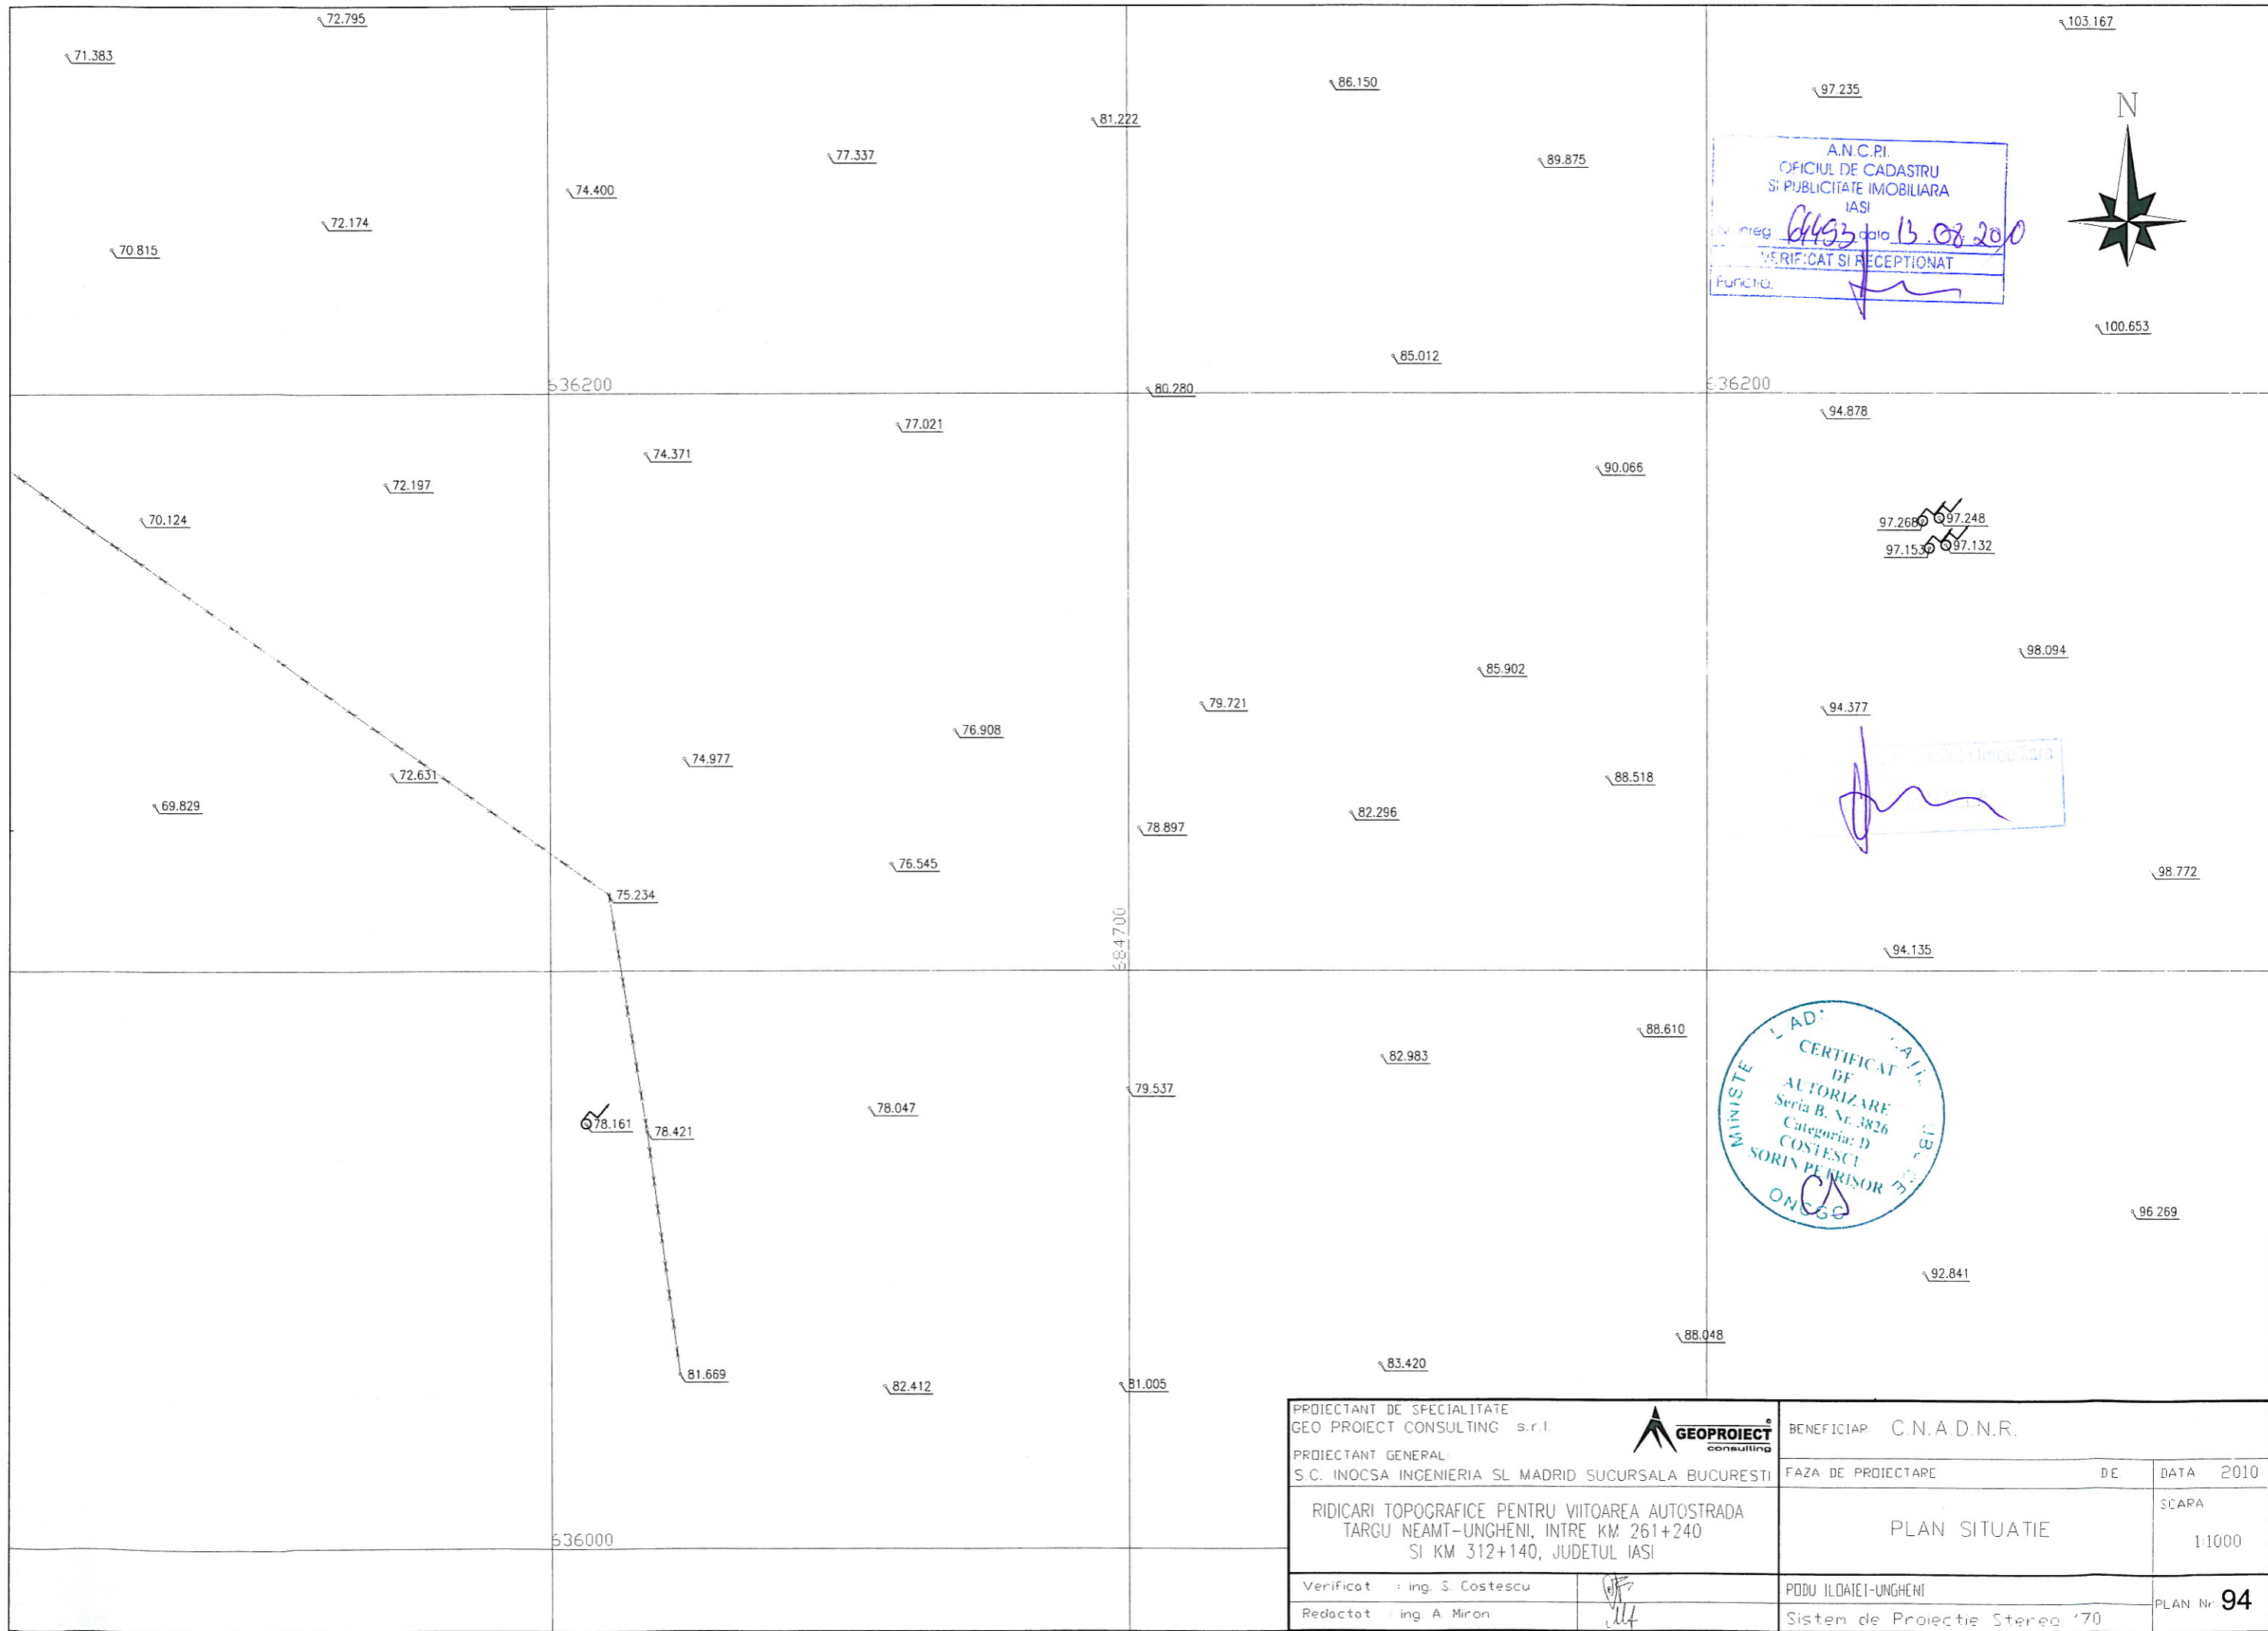 72.795
103.167
71.383
86.150
97.235
N
81.222
77.337
89.875
74.400
72.174
70.815
A.N.C.P.I.
OFICIUL DE CADASTRU
SI PUBLICITATE IMOBILIARA
IASI
data 13.08.2010
VERIFICAT SI RECEPTIONAT
Functia
100.653
85.012
636200
80.280
636200
94.878
77.021
74.371
90.066
72.197
70.124
97.268 97.248
97.153 97.132
98.094
85.902
79.721
94.377
76.908
74.977
Imobiliara
72.631
88.518
69.829
82.296
78.897
76.545
98.772
75.234
684700
94.135
88.610
82.983
79.537
78.047
78.161
78.421
CERTIFICAT
DE
AUTORIZARE
Seria B. Nr. 3826
Categoria: D
COSTESCU
SORIN PETRISOR
ONCGC
96.269
92.841
88.048
83.420
81.669
82.412
81.005
636000
PROIECTANT DE SPECIALITATE
GEO PROIECT CONSULTING s.r.l.
GEOPROIECT
consulting
PROIECTANT GENERAL:
S.C. INOCSA INGENIERIA SL MADRID SUCURSALA BUCURESTI
BENEFICIAR: C.N.A.D.N.R.
FAZA DE PROIECTARE D.E.
DATA 2010
RIDICARI TOPOGRAFICE PENTRU VIITOAREA AUTOSTRADA
TARGU NEAMT-UNGHENI, INTRE KM 261+240
SI KM 312+140, JUDETUL IASI
PLAN SITUATIE
SCARA
1:1000
Verificat : ing. S. Costescu
Redactat : ing A. Miron
PODU ILOAIEI-UNGHENI
Sistem de Proiectie Stereo '70
PLAN Nr 94